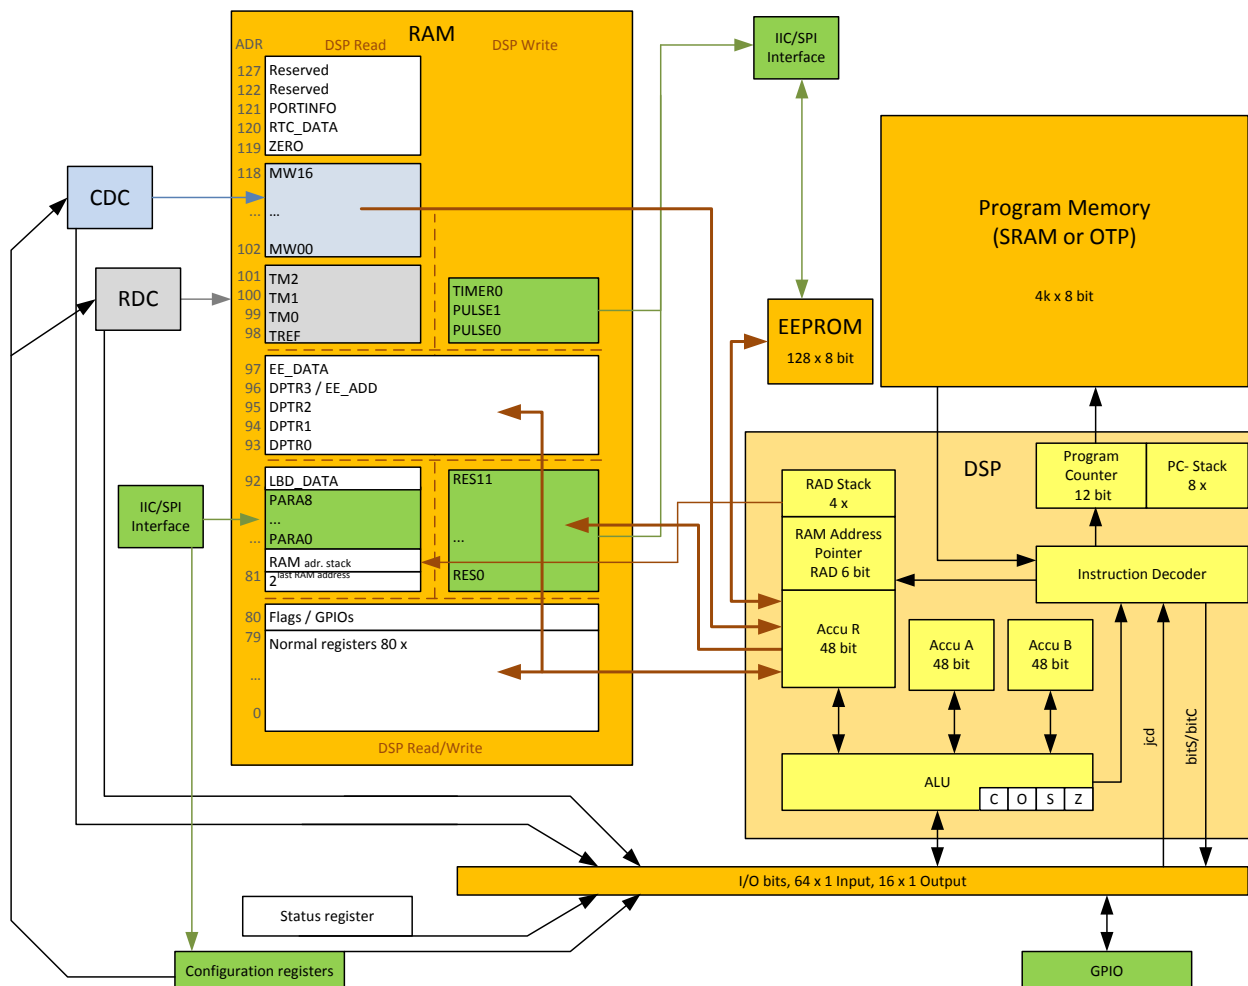 RAM
ADR
DSP Read
DSP Write
127
Reserved
122
Reserved
121
PORTINFO
120
RTC_DATA
119
ZERO
118
MW16
...
...
102
MW00
101
TM2
100
TM1
99
TM0
98
TREF
TIMER0
PULSE1
PULSE0
97
EE_DATA
96
DPTR3 / EE_ADD
95
DPTR2
94
DPTR1
93
DPTR0
92
LBD_DATA
PARA8
...
...
PARA0
RAM adr. stack
81
2last RAM address
RES11
...
RES0
80
Flags / GPIOs
79
Normal registers 80 x
...
0
DSP Read/Write
CDC
RDC
IIC/SPI
Interface
IIC/SPI
Interface
EEPROM
128 x 8 bit
Program Memory
(SRAM or OTP)
4k x 8 bit
DSP
RAD Stack
4 x
RAM Address
Pointer
RAD 6 bit
Accu R
48 bit
Accu A
48 bit
Accu B
48 bit
Program
Counter
12 bit
PC- Stack
8 x
Instruction Decoder
jcd
bitS/bitC
ALU
C O S Z
I/O bits, 64 x 1 Input, 16 x 1 Output
Status register
Configuration registers
GPIO